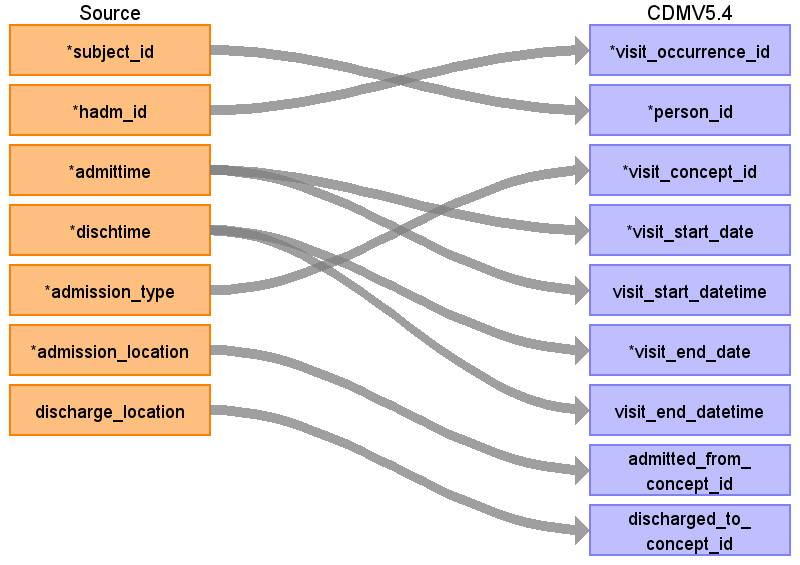 Source
CDMV5.4
*subject_id
*visit_occurrence_id
*hadm_id
*person_id
*admittime
*visit_concept_id
*dischtime
*visit_start_date
*admission_type
visit_start_datetime
*admission_location
*visit_end_date
discharge_location
visit_end_datetime
admitted_from_
concept_id
discharged_to_
concept_id